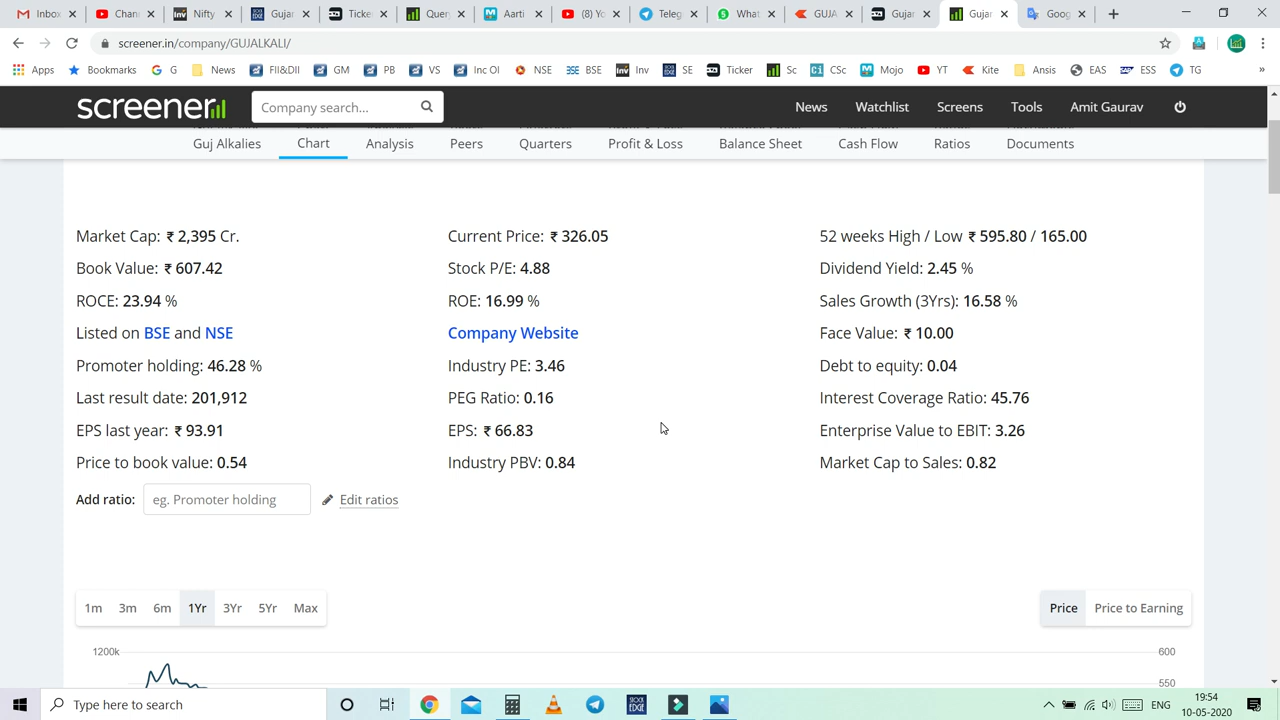 Inbox
Chan
Nifty
Gujar
Ticke
Query
Aarti
(8) Yo
Teleg
What
GUJA
Gujar
Gujar
Goog
screener.in/company/GUJALKALI/
Apps
Bookmarks
G
News
FII&DII
GM
PB
VS
Inc OI
NSE
BSE
Inv
SE
Ticker
Sc
CSc
Mojo
YT
Kite
Ansis
EAS
ESS
TG
screener
Company search...
News
Watchlist
Screens
Tools
Amit Gaurav
Guj Alkalies
Chart
Analysis
Peers
Quarters
Profit & Loss
Balance Sheet
Cash Flow
Ratios
Documents
Market Cap: ₹ 2,395 Cr.
Current Price: ₹ 326.05
52 weeks High / Low ₹ 595.80 / 165.00
Book Value: ₹ 607.42
Stock P/E: 4.88
Dividend Yield: 2.45 %
ROCE: 23.94 %
ROE: 16.99 %
Sales Growth (3Yrs): 16.58 %
Listed on BSE and NSE
Company Website
Face Value: ₹ 10.00
Promoter holding: 46.28 %
Industry PE: 3.46
Debt to equity: 0.04
Last result date: 201,912
PEG Ratio: 0.16
Interest Coverage Ratio: 45.76
EPS last year: ₹ 93.91
EPS: ₹ 66.83
Enterprise Value to EBIT: 3.26
Price to book value: 0.54
Industry PBV: 0.84
Market Cap to Sales: 0.82
Add ratio:
eg. Promoter holding
Edit ratios
1m
3m
6m
1Yr
3Yr
5Yr
Max
Price
Price to Earning
1200k
600
550
Type here to search
STOCK EDGE
ENG
19:54
10-05-2020